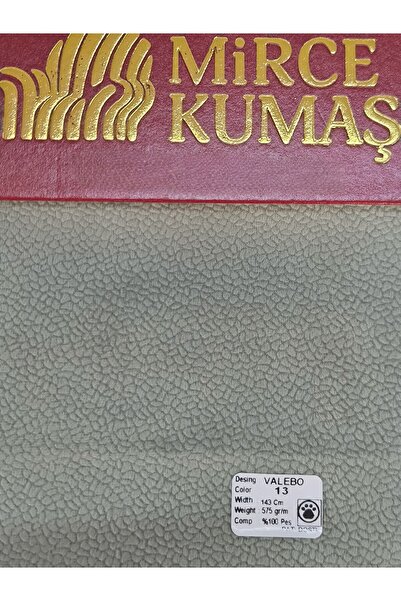 MiRCE
KUMAŞ
Desing VALEBO
Color 13
Width 143 Cm
Weight 575 gr/m
Comp %100 Pes